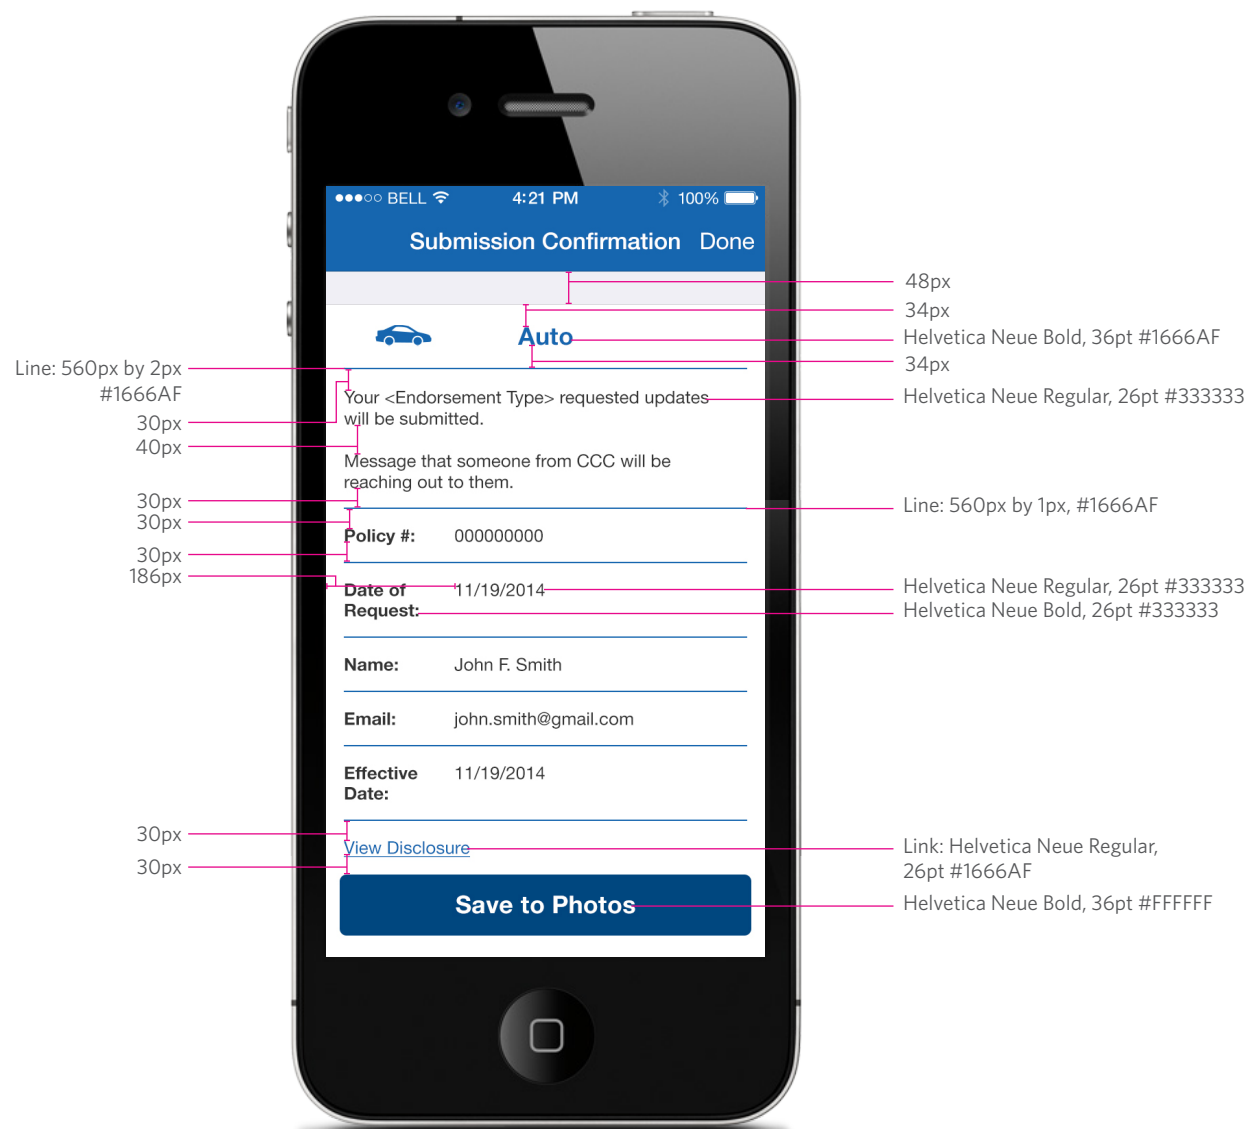 BELL 4:21 PM 100%
Submission Confirmation Done
48px
34px
Auto
Helvetica Neue Bold, 36pt #1666AF
34px
Line: 560px by 2px
#1666AF
Your <Endorsement Type> requested updates
will be submitted.
Helvetica Neue Regular, 26pt #333333
30px
40px
Message that someone from CCC will be
reaching out to them.
30px
Line: 560px by 1px, #1666AF
30px
Policy #: 000000000
30px
186px
Date of 11/19/2014
Request:
Helvetica Neue Regular, 26pt #333333
Helvetica Neue Bold, 26pt #333333
Name: John F. Smith
Email: john.smith@gmail.com
Effective 11/19/2014
Date:
30px
View Disclosure
Link: Helvetica Neue Regular,
26pt #1666AF
30px
Save to Photos
Helvetica Neue Bold, 36pt #FFFFFF